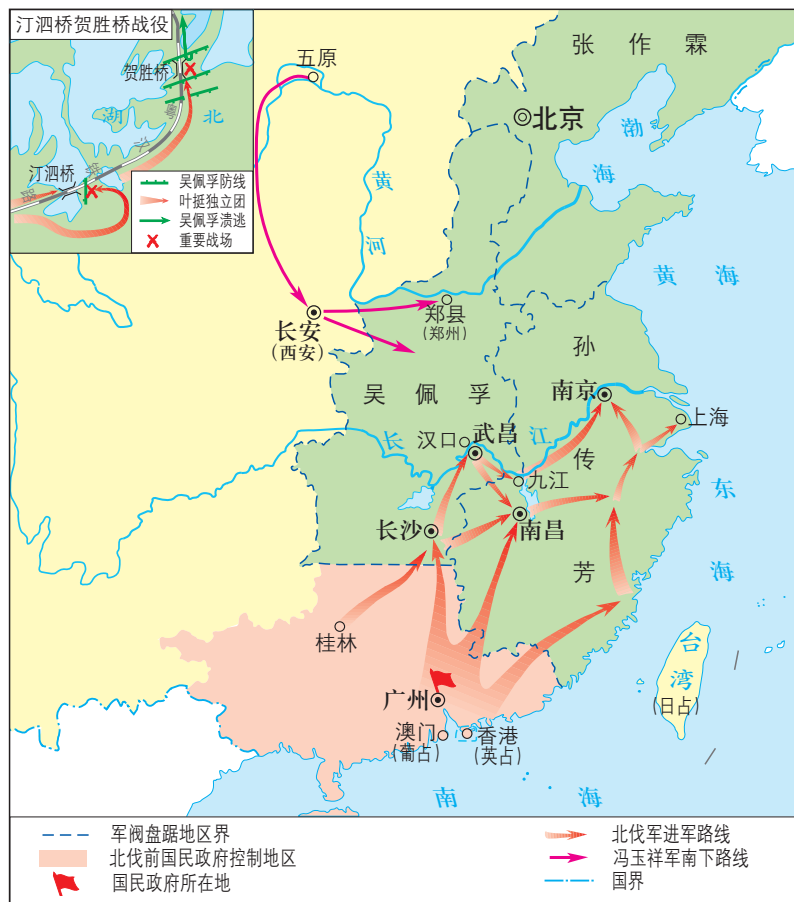 汀泗桥贺胜桥战役
贺胜桥
湖 北
粤
汉
铁
路
汀泗桥
吴佩孚防线
叶挺独立团
吴佩孚溃逃
重要战场
五原
张 作 霖
北京
渤
海
黄
河
黄 海
郑县
(郑州)
长安
(西安)
孙
传
芳
吴 佩 孚
南京
上海
长
江
汉口
武昌
九江
东
海
长沙
南昌
桂林
广州
澳门
(葡占)
香港
(英占)
台
湾
(日占)
南 海
军阀盘踞地区界
北伐前国民政府控制地区
国民政府所在地
北伐军进军路线
冯玉祥军南下路线
国界